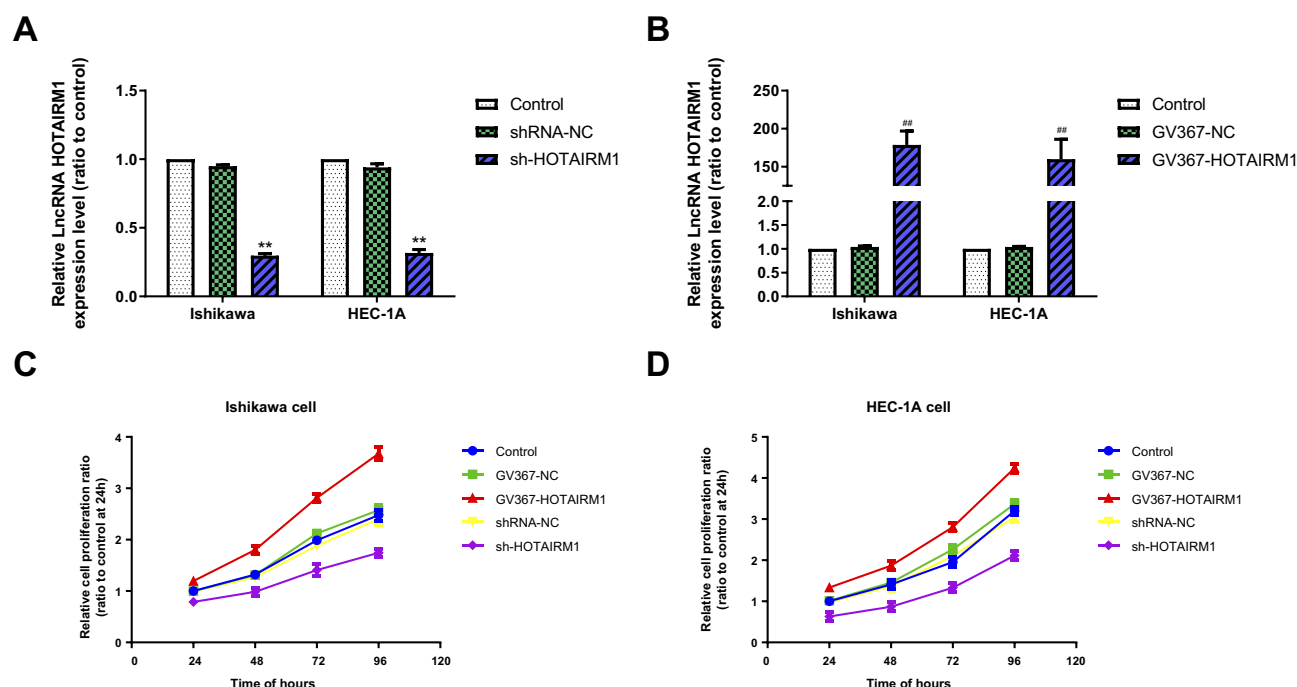 A
Relative LncRNA HOTAIRM1
expression level (ratio to control)
1.5
1.0
0.5
0.0
Ishikawa
HEC-1A
**
**
Control
shRNA-NC
sh-HOTAIRM1
B
Relative LncRNA HOTAIRM1
expression level (ratio to control)
250
200
150
2.0
1.5
1.0
0.5
0.0
Ishikawa
HEC-1A
##
##
Control
GV367-NC
GV367-HOTAIRM1
C
Ishikawa cell
Relative cell proliferation ratio
(ratio to control at 24h)
4
3
2
1
0
0
24
48
72
96
120
Time of hours
Control
GV367-NC
GV367-HOTAIRM1
shRNA-NC
sh-HOTAIRM1
D
HEC-1A cell
Relative cell proliferation ratio
(ratio to control at 24h)
5
4
3
2
1
0
0
24
48
72
96
120
Time of hours
Control
GV367-NC
GV367-HOTAIRM1
shRNA-NC
sh-HOTAIRM1